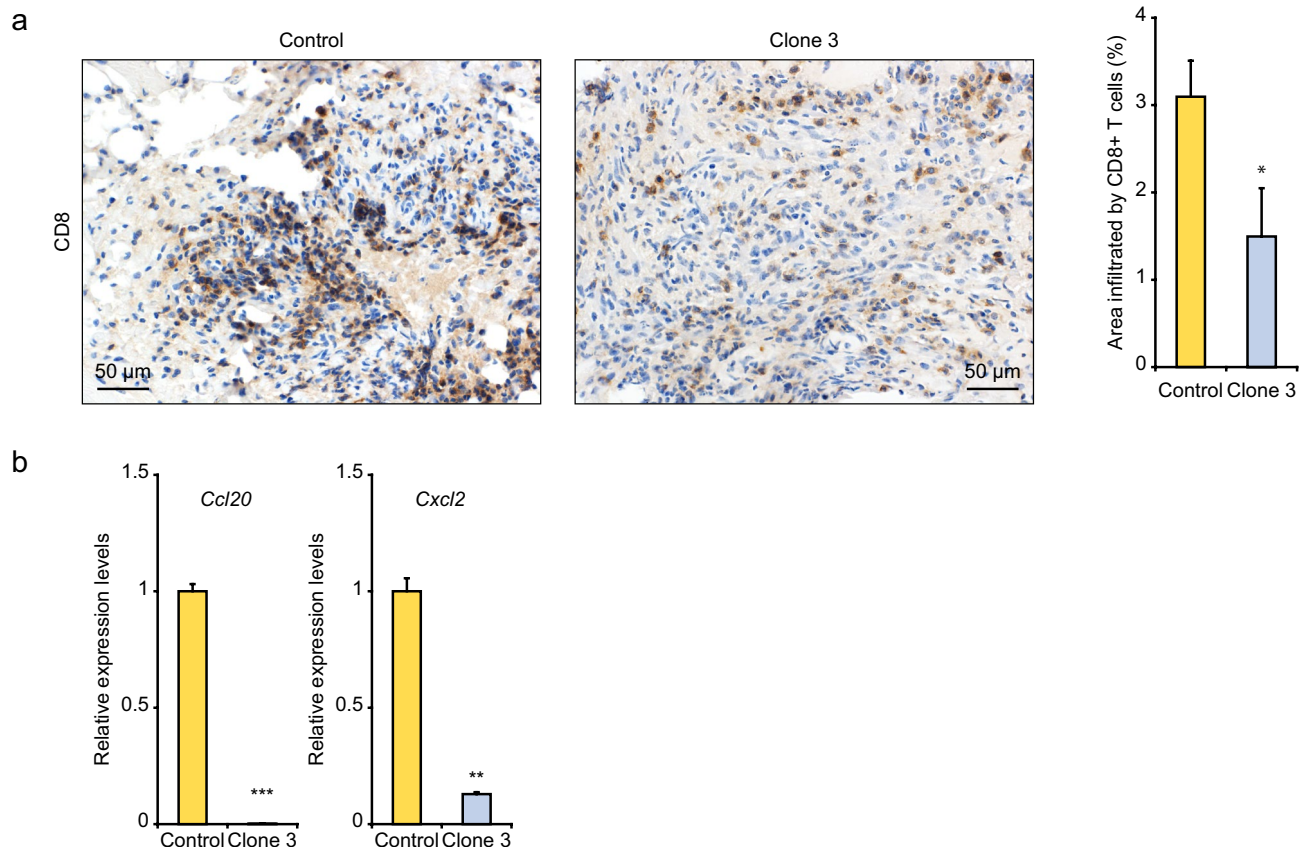 a
Control
Clone 3
CD8
50 µm
50 µm
Area infiltrated by CD8+ T cells (%)
4
3
2
1
0
*
Control Clone 3
b
Relative expression levels
1.5
1
0.5
0
Ccl20
***
Control Clone 3
Relative expression levels
1.5
1
0.5
0
Cxcl2
**
Control Clone 3